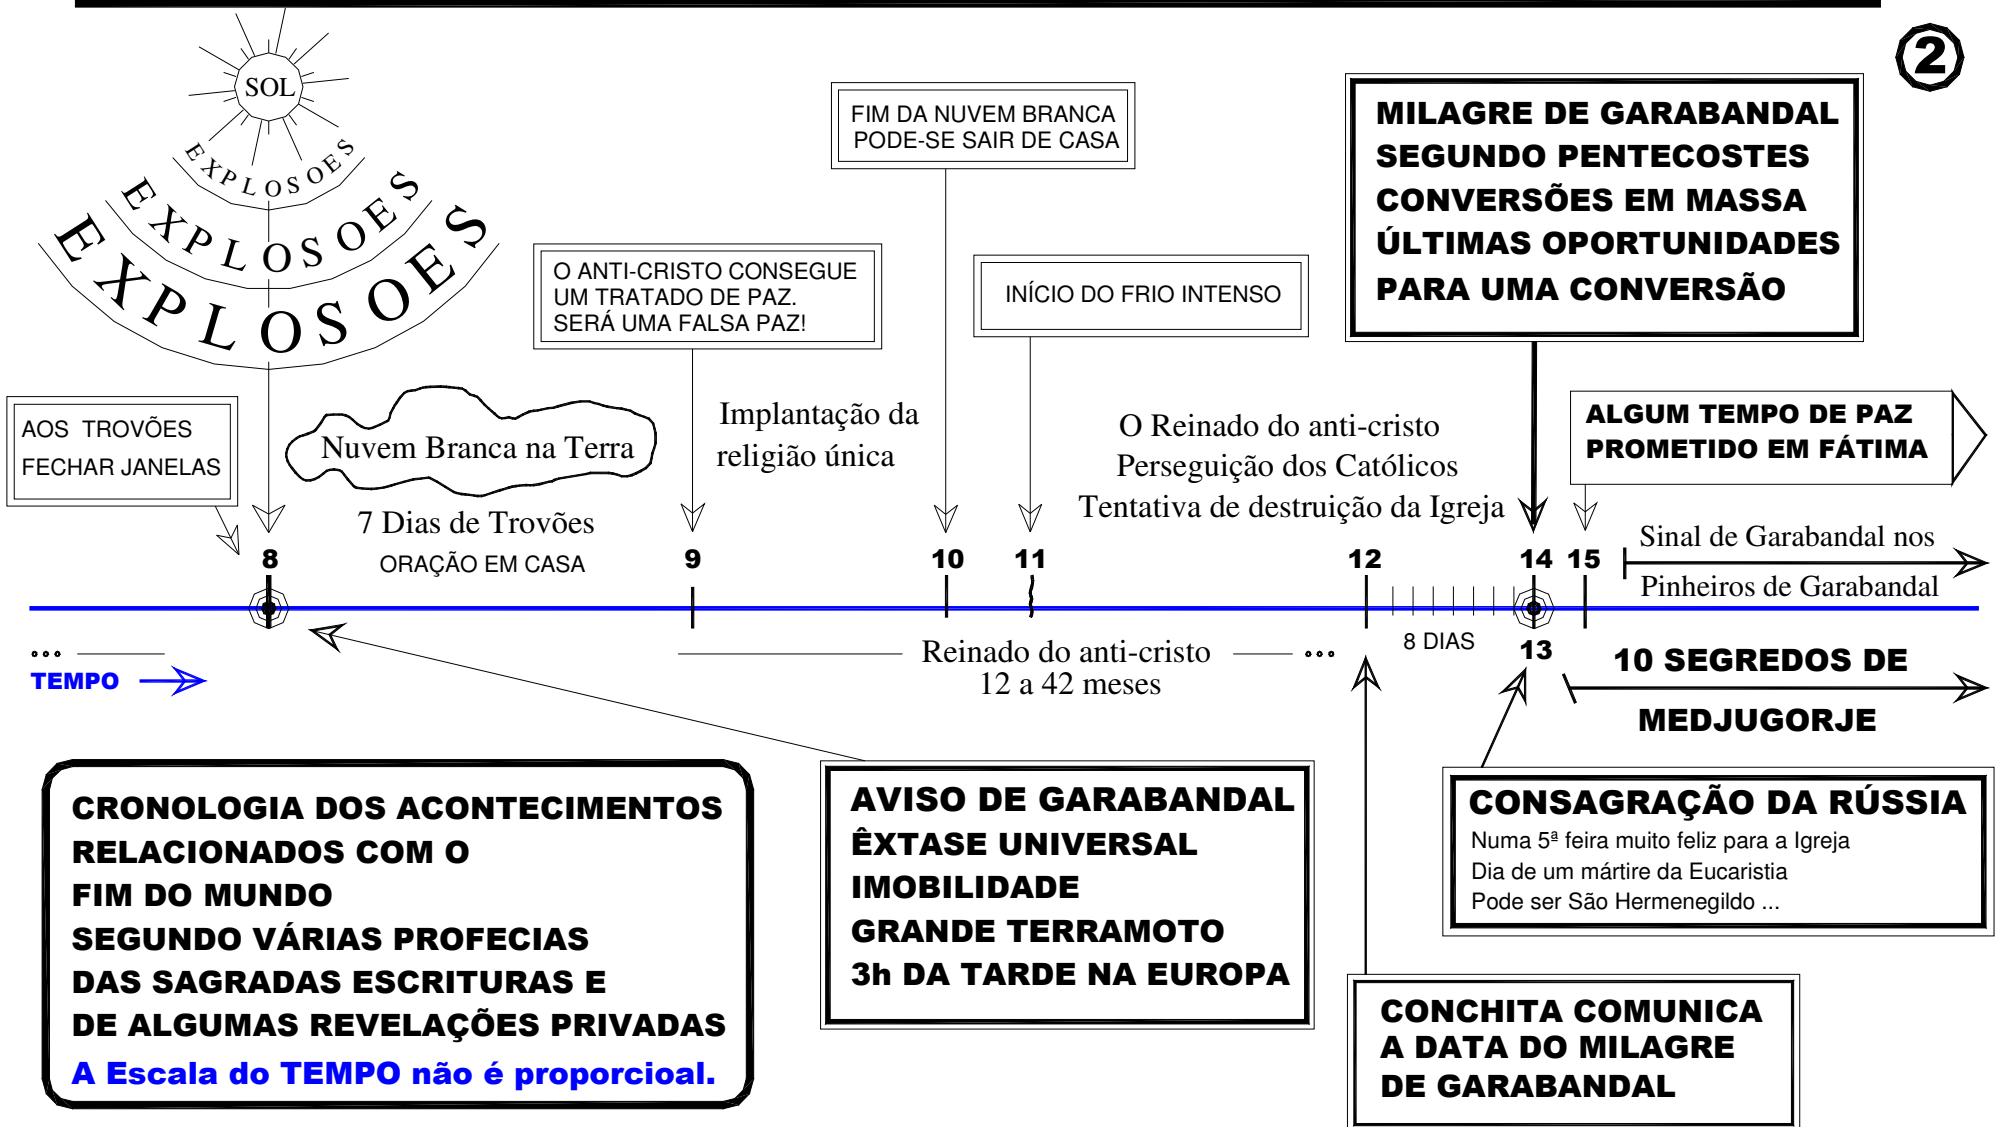 2
SOL
EXPLOSOES
EXPLOSOES
EXPLOSOES
FIM DA NUVEM BRANCA
PODE-SE SAIR DE CASA
MILAGRE DE GARABANDAL
SEGUNDO PENTECOSTES
CONVERSÕES EM MASSA
ÚLTIMAS OPORTUNIDADES
PARA UMA CONVERSÃO
O ANTI-CRISTO CONSEGUE
UM TRATADO DE PAZ.
SERÁ UMA FALSA PAZ!
INÍCIO DO FRIO INTENSO
AOS TROVÕES
FECHAR JANELAS
Nuvem Branca na Terra
Implantação da
religião única
O Reinado do anti-cristo
Perseguição dos Católicos
Tentativa de destruição da Igreja
ALGUM TEMPO DE PAZ
PROMETIDO EM FÁTIMA
7 Dias de Trovões
ORAÇÃO EM CASA
8
9
10
11
12
14
15
Sinal de Garabandal nos
Pinheiros de Garabandal
... 
TEMPO
Reinado do anti-cristo ...
12 a 42 meses
8 DIAS
13
10 SEGREDOS DE
MEDJUGORJE
CRONOLOGIA DOS ACONTECIMENTOS
RELACIONADOS COM O
FIM DO MUNDO
SEGUNDO VÁRIAS PROFECIAS
DAS SAGRADAS ESCRITURAS E
DE ALGUMAS REVELAÇÕES PRIVADAS
A Escala do TEMPO não é proporcioal.
AVISO DE GARABANDAL
ÊXTASE UNIVERSAL
IMOBILIDADE
GRANDE TERRAMOTO
3h DA TARDE NA EUROPA
CONSAGRAÇÃO DA RÚSSIA
Numa 5ª feira muito feliz para a Igreja
Dia de um mártire da Eucaristia
Pode ser São Hermenegildo ...
CONCHITA COMUNICA
A DATA DO MILAGRE
DE GARABANDAL